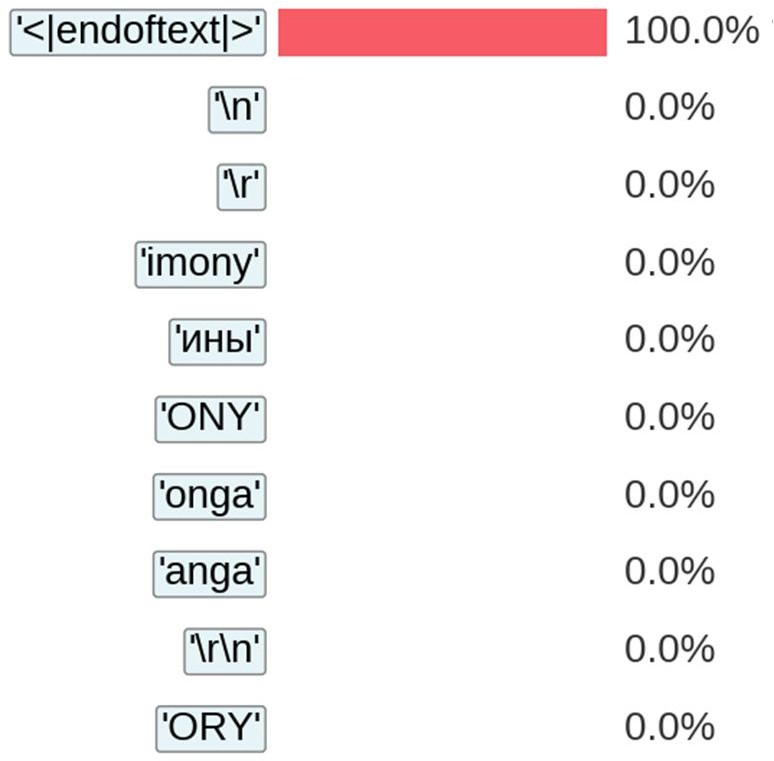 '<|endoftext|>' 100.0%
'\n' 0.0%
'\r' 0.0%
'imony' 0.0%
'ины' 0.0%
'ONY' 0.0%
'onga' 0.0%
'anga' 0.0%
'\r\n' 0.0%
'ORY' 0.0%